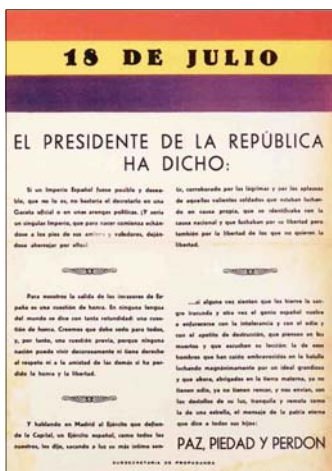 18 DE JULIO
EL PRESIDENTE DE LA REPÚBLICA
HA DICHO:
Si un Imperio Español fuese posible y desea-
ble, que no lo es, no bastaría el decretarlo en una
Gaceta oficial o en unas arengas políticas. ¡Y sería
un singular Imperio, que para nacer comienza echán-
dose a los pies de sus y valedores, deján-
dose aherrojar por ellos!
Para nosotros la salida de los invasores de Es-
paña es una cuestión de honra. En ninguna lengua
del mundo se dice con tanta rotundidad: una cues-
tión de honra. Creemos que debe serlo para todos,
y, por tanto, una cuestión previa, porque ninguna
nación puede vivir decorosamente ni tiene derecho
al respeto ni a la amistad de las demás si ha per-
dido la honra y la libertad.
Y hablando en Madrid al Ejército que defien-
de la Capital, un Ejército español, como todos los
nuestros, les dije, sacando a luz su más íntimo sen-
tir, corroborado por las lágrimas y por los aplausos
de aquellos valientes soldados que estaban luchan-
do en causa propia, que se identificaba con la
causa nacional y que luchaban por su libertad pero
también por la libertad de los que no quieren la
libertad.
...si alguna vez sienten que les hierve la san-
gre iracunda y otra vez el genio español vuelve
a enfurecerse con la intolerancia y con el odio y
con el apetito de destrucción, que piensen en los
muertos y que escuchen su lección: la de esos
hombres que han caído embravecidos en la batalla
luchando magnánimamente por un ideal grandioso
y que ahora, abrigados en la tierra materna, ya no
tienen odio, ya no tienen rencor, y nos envían, con
los destellos de su luz, tranquila y remota como
la de una estrella, el mensaje de la patria eterna
que dice a todos sus hijos:
PAZ, PIEDAD Y PERDON
SUBSECRETARIA DE PROPAGANDA